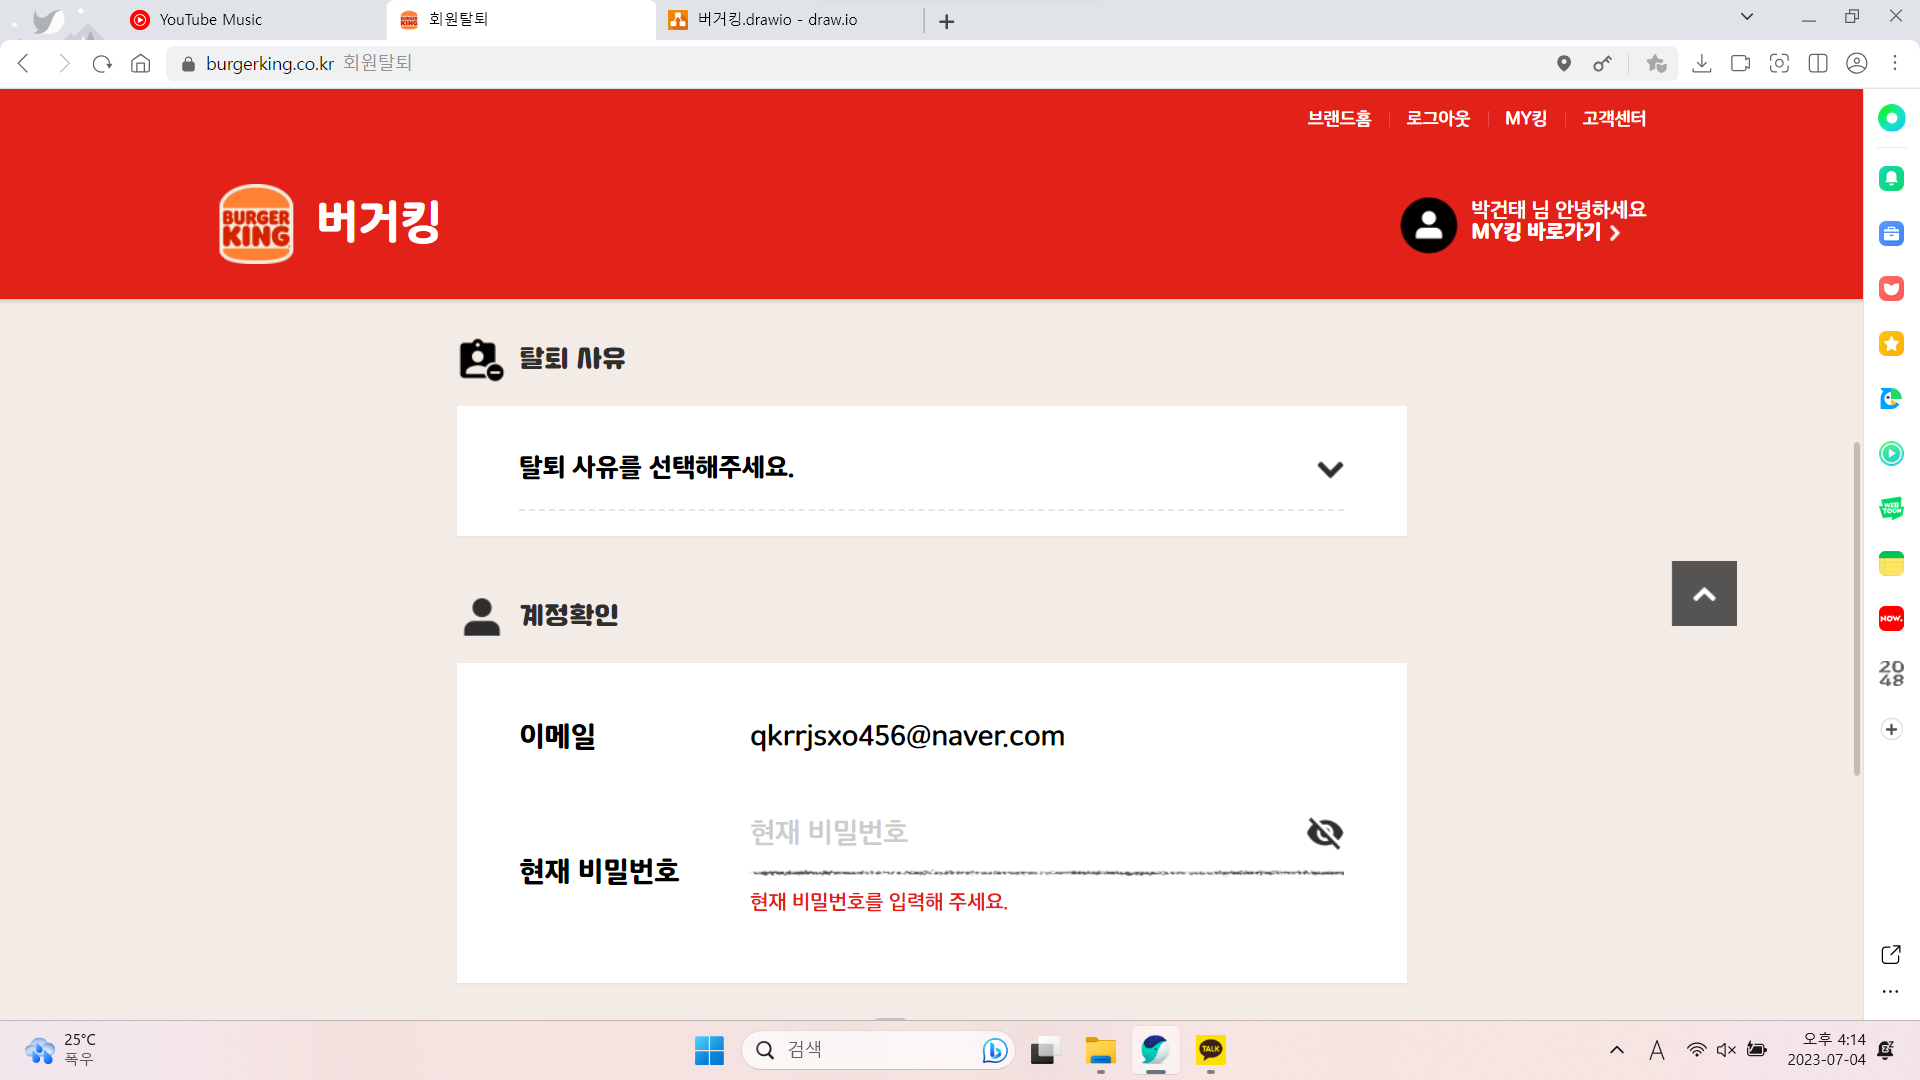 YouTube Music
회원탈퇴
버거킹.drawio - draw.io
burgerking.co.kr 회원탈퇴
브랜드홈
로그아웃
MY킹
고객센터
BURGER
KING
버거킹
박건태 님 안녕하세요
MY킹 바로가기
탈퇴 사유
탈퇴 사유를 선택해주세요.
계정확인
이메일
qkrrjsxo456@naver.com
현재 비밀번호
현재 비밀번호
현재 비밀번호를 입력해 주세요.
WEB
TOON
NOW.
20
48
25°C
폭우
검색
TALK
A
오후 4:14
2023-07-04